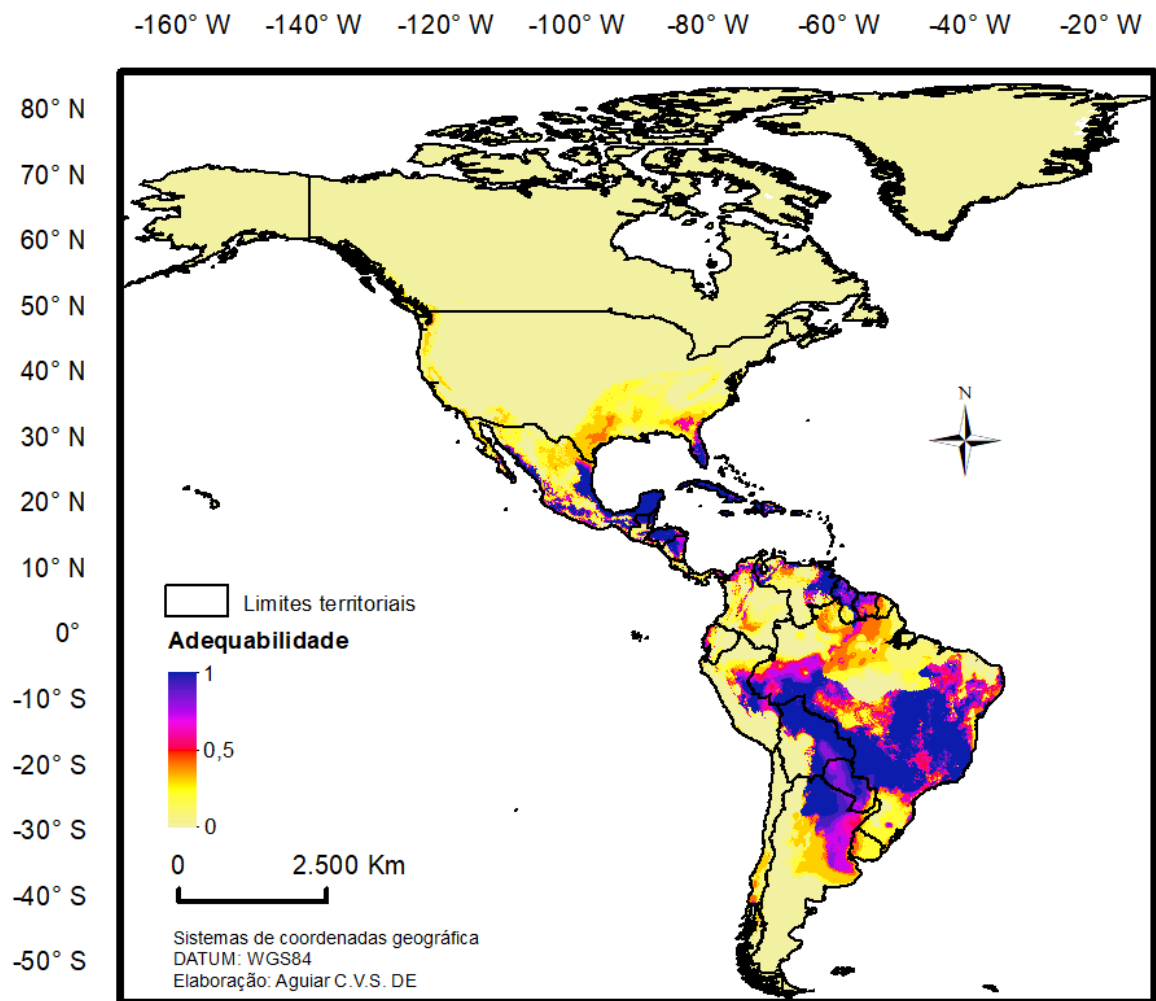 -160° W -140° W -120° W -100° W -80° W -60° W -40° W -20° W
80° N
70° N
60° N
50° N
40° N
30° N
20° N
10° N
0°
-10° S
-20° S
-30° S
-40° S
-50° S
N
Limites territoriais
Adequabilidade
1
0,5
0
0 2.500 Km
Sistemas de coordenadas geográfica
DATUM: WGS84
Elaboração: Aguiar C.V.S. DE